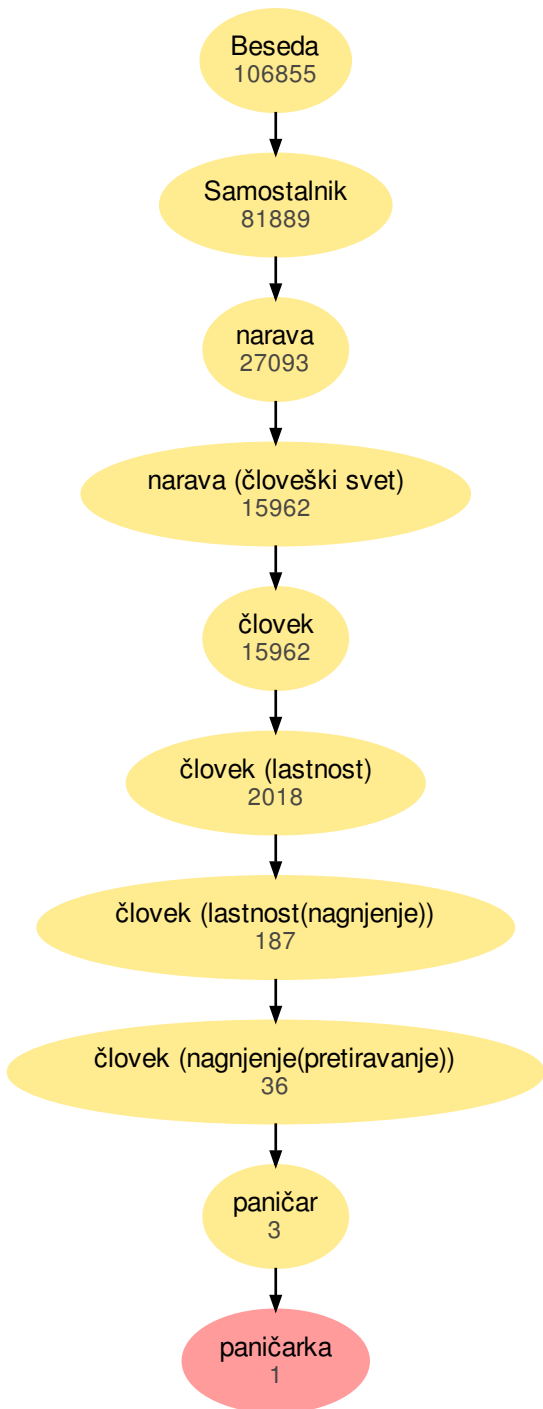 Beseda
106855
Samostalnik
81889
narava
27093
narava (človeški svet)
15962
človek
15962
človek (lastnost)
2018
človek (lastnost(nagnjenje))
187
človek (nagnjenje(pretiravanje))
36
paničar
3
paničarka
1